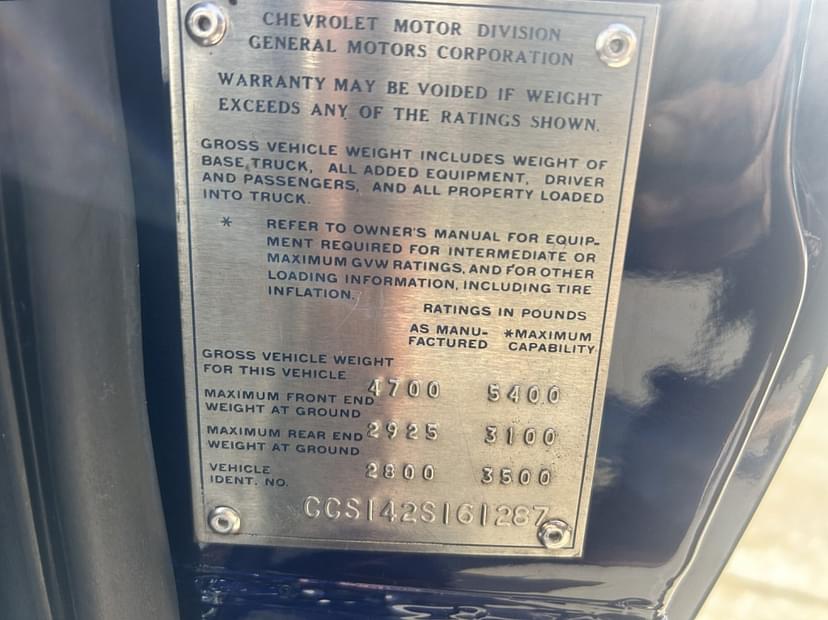 CHEVROLET MOTOR DIVISION
GENERAL MOTORS CORPORATION
WARRANTY MAY BE VOIDED IF WEIGHT
EXCEEDS ANY OF THE RATINGS SHOWN.
GROSS VEHICLE WEIGHT INCLUDES WEIGHT OF
BASE TRUCK, ALL ADDED EQUIPMENT, DRIVER
AND PASSENGERS, AND ALL PROPERTY LOADED
INTO TRUCK.
* REFER TO OWNER'S MANUAL FOR EQUIP-
MENT REQUIRED FOR INTERMEDIATE OR
MAXIMUM GVW RATINGS, AND FOR OTHER
LOADING INFORMATION, INCLUDING TIRE
INFLATION.
RATINGS IN POUNDS
AS MANU- *MAXIMUM
FACTURED CAPABILITY
GROSS VEHICLE WEIGHT
FOR THIS VEHICLE 4700 5400
MAXIMUM FRONT END
WEIGHT AT GROUND 2925 3100
MAXIMUM REAR END
WEIGHT AT GROUND 2800 3500
VEHICLE
IDENT. NO. CCS142S161287